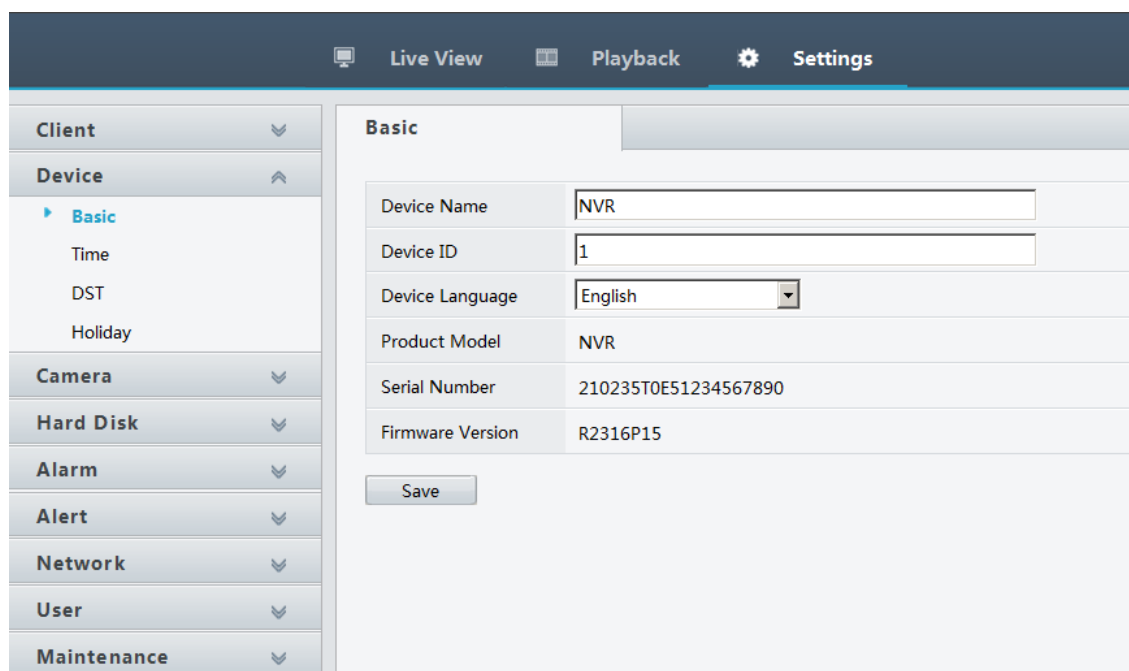 Live View Playback Settings
Client
Device
Basic
Time
DST
Holiday
Camera
Hard Disk
Alarm
Alert
Network
User
Maintenance
Basic
Device Name NVR
Device ID 1
Device Language English
Product Model NVR
Serial Number 210235T0E51234567890
Firmware Version R2316P15
Save